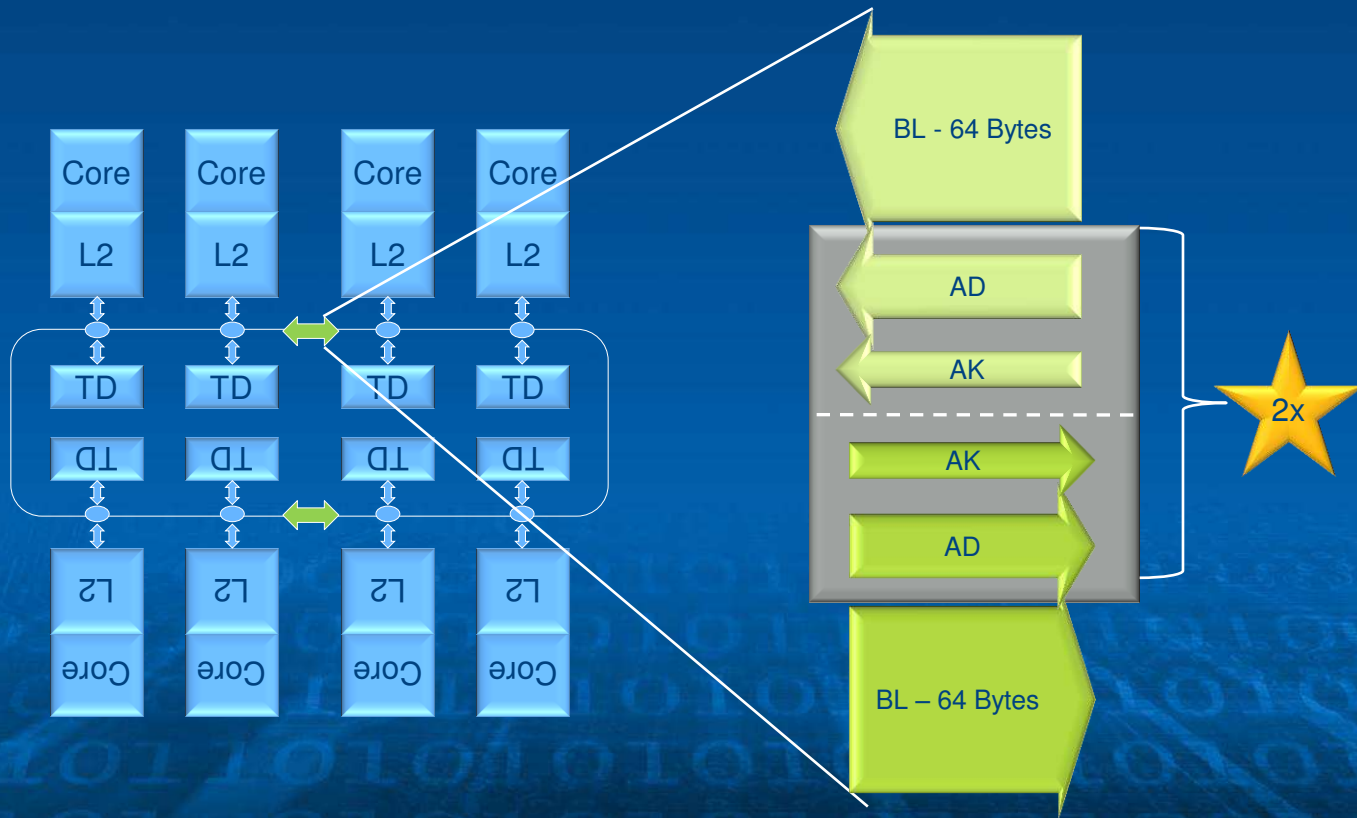 BL - 64 Bytes
Core
Core
Core
Core
L2
L2
L2
L2
AD
AK
TD
TD
TD
TD
2x
TD
TD
TD
TD
AK
AD
L2
L2
L2
L2
Core
Core
Core
Core
BL – 64 Bytes